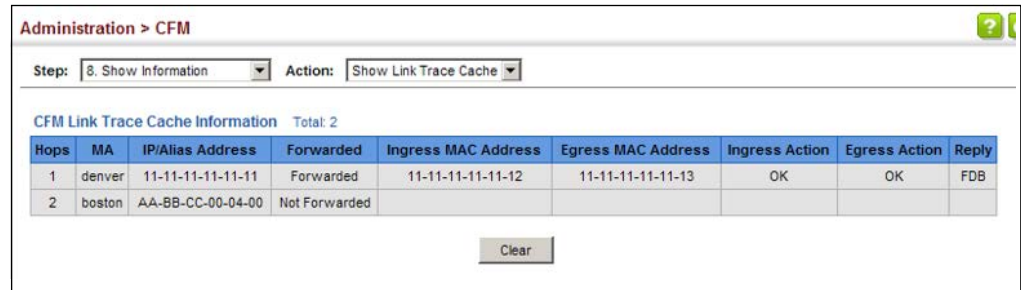 Administration > CFM
?
Step: 8. Show Information Action: Show Link Trace Cache
CFM Link Trace Cache Information Total: 2
Hops MA IP/Alias Address Forwarded Ingress MAC Address Egress MAC Address Ingress Action Egress Action Reply
1 denver 11-11-11-11-11-11 Forwarded 11-11-11-11-11-12 11-11-11-11-11-13 OK OK FDB
2 boston AA-BB-CC-00-04-00 Not Forwarded
Clear